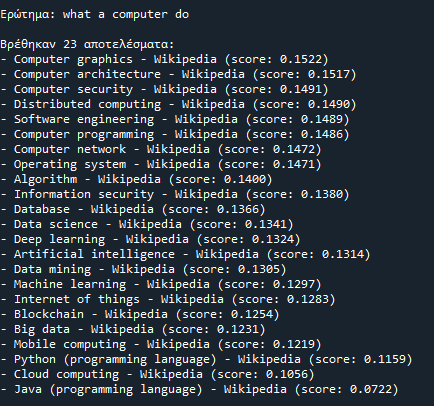 Ερώτημα: what a computer do
Βρέθηκαν 23 αποτελέσματα:
- Computer graphics - Wikipedia (score: 0.1522)
- Computer architecture - Wikipedia (score: 0.1517)
- Computer security - Wikipedia (score: 0.1491)
- Distributed computing - Wikipedia (score: 0.1490)
- Software engineering - Wikipedia (score: 0.1489)
- Computer programming - Wikipedia (score: 0.1486)
- Computer network - Wikipedia (score: 0.1472)
- Operating system - Wikipedia (score: 0.1471)
- Algorithm - Wikipedia (score: 0.1400)
- Information security - Wikipedia (score: 0.1380)
- Database - Wikipedia (score: 0.1366)
- Data science - Wikipedia (score: 0.1341)
- Deep learning - Wikipedia (score: 0.1324)
- Artificial intelligence - Wikipedia (score: 0.1314)
- Data mining - Wikipedia (score: 0.1305)
- Machine learning - Wikipedia (score: 0.1297)
- Internet of things - Wikipedia (score: 0.1283)
- Blockchain - Wikipedia (score: 0.1254)
- Big data - Wikipedia (score: 0.1231)
- Mobile computing - Wikipedia (score: 0.1219)
- Python (programming language) - Wikipedia (score: 0.1159)
- Cloud computing - Wikipedia (score: 0.1056)
- Java (programming language) - Wikipedia (score: 0.0722)